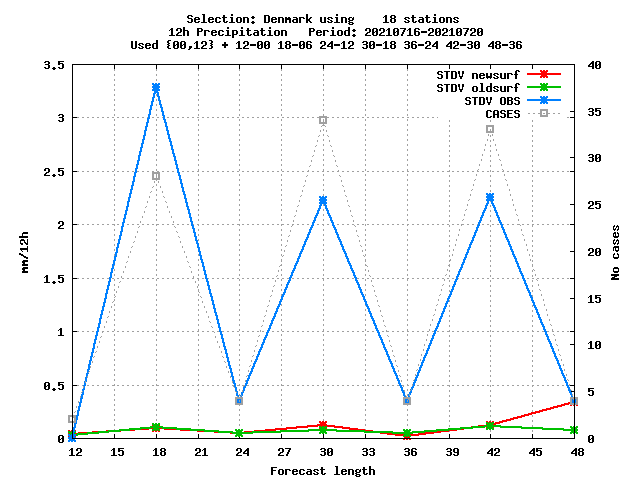 Selection: Denmark using    18 stations
12h Precipitation   Period: 20210716-20210720
Used {00,12} + 12-00 18-06 24-12 30-18 36-24 42-30 48-36
STDV newsurf
STDV oldsurf
STDV OBS
CASES
3.5
3
2.5
2
1.5
1
0.5
0
mm/12h
40
35
30
25
20
15
10
5
0
No cases
12 15 18 21 24 27 30 33 36 39 42 45 48
Forecast length